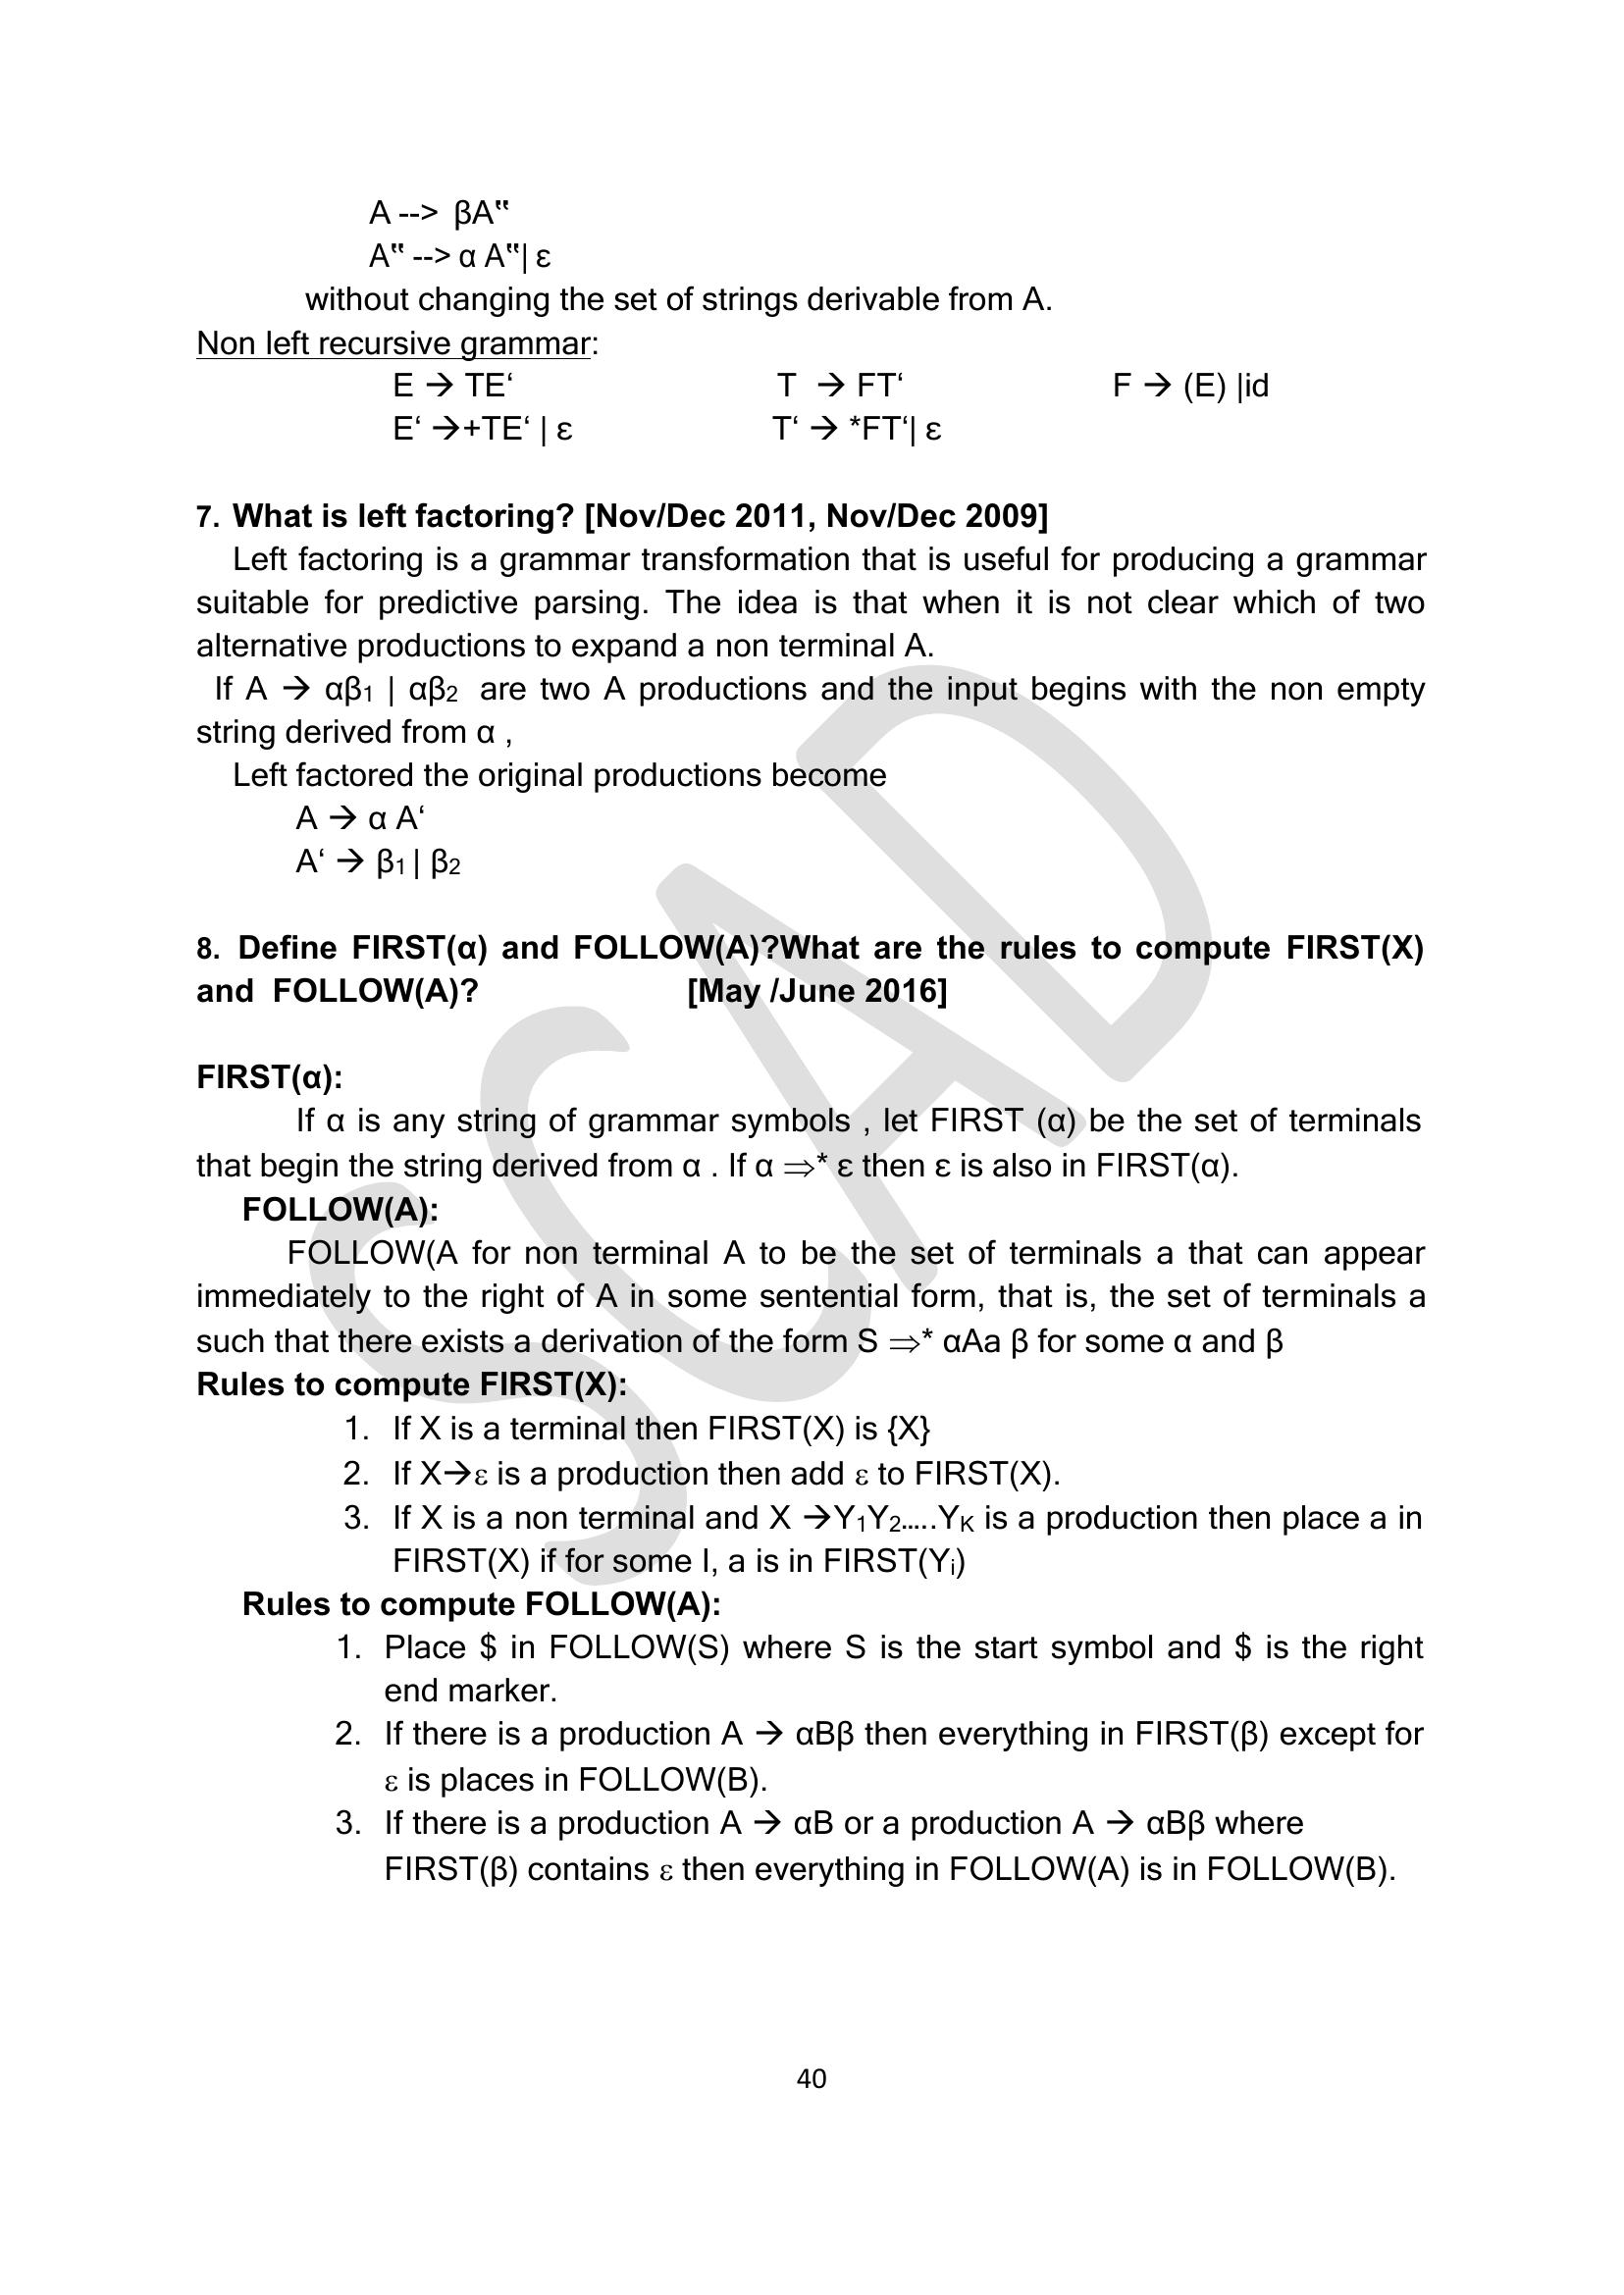 A --> βA‟
A‟ --> α A‟| ε
without changing the set of strings derivable from A.
Non left recursive grammar:
E → TE‘ T → FT‘ F → (E) |id
E‘ →+TE‘ | ε T‘ → *FT‘| ε
7. What is left factoring? [Nov/Dec 2011, Nov/Dec 2009]
Left factoring is a grammar transformation that is useful for producing a grammar
suitable for predictive parsing. The idea is that when it is not clear which of two
alternative productions to expand a non terminal A.
If A → αβ₁ | αβ₂ are two A productions and the input begins with the non empty
string derived from α ,
Left factored the original productions become
A → α A‘
A‘ → β₁ | β₂
8. Define FIRST(α) and FOLLOW(A)?What are the rules to compute FIRST(X)
and FOLLOW(A)? [May /June 2016]
FIRST(α):
If α is any string of grammar symbols , let FIRST (α) be the set of terminals
that begin the string derived from α . If α ⇒* ε then ε is also in FIRST(α).
FOLLOW(A):
FOLLOW(A for non terminal A to be the set of terminals a that can appear
immediately to the right of A in some sentential form, that is, the set of terminals a
such that there exists a derivation of the form S ⇒* αAa β for some α and β
Rules to compute FIRST(X):
1. If X is a terminal then FIRST(X) is {X}
2. If X→ε is a production then add ε to FIRST(X).
3. If X is a non terminal and X →Y₁Y₂.....Yᴋ is a production then place a in
FIRST(X) if for some I, a is in FIRST(Yᵢ)
Rules to compute FOLLOW(A):
1. Place $ in FOLLOW(S) where S is the start symbol and $ is the right
end marker.
2. If there is a production A → αBβ then everything in FIRST(β) except for
ε is places in FOLLOW(B).
3. If there is a production A → αB or a production A → αBβ where
FIRST(β) contains ε then everything in FOLLOW(A) is in FOLLOW(B).
SCAD
40